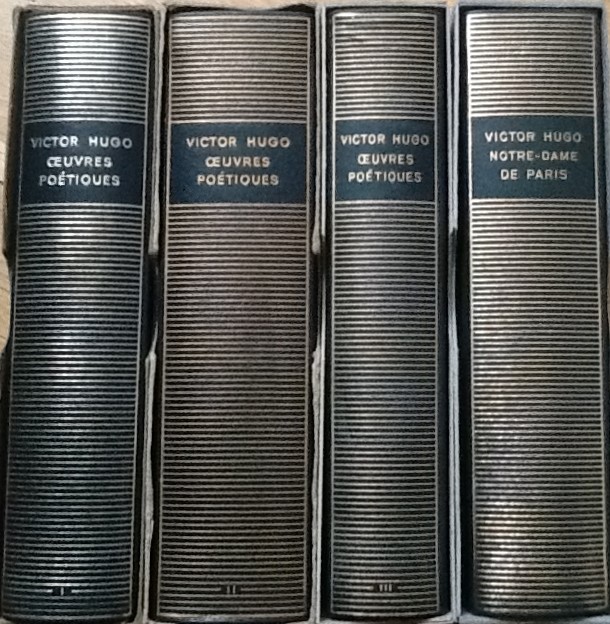 VICTOR HUGO
ŒUVRES
POÉTIQUES
I
VICTOR HUGO
ŒUVRES
POÉTIQUES
II
VICTOR HUGO
ŒUVRES
POÉTIQUES
III
VICTOR HUGO
NOTRE-DAME
DE PARIS